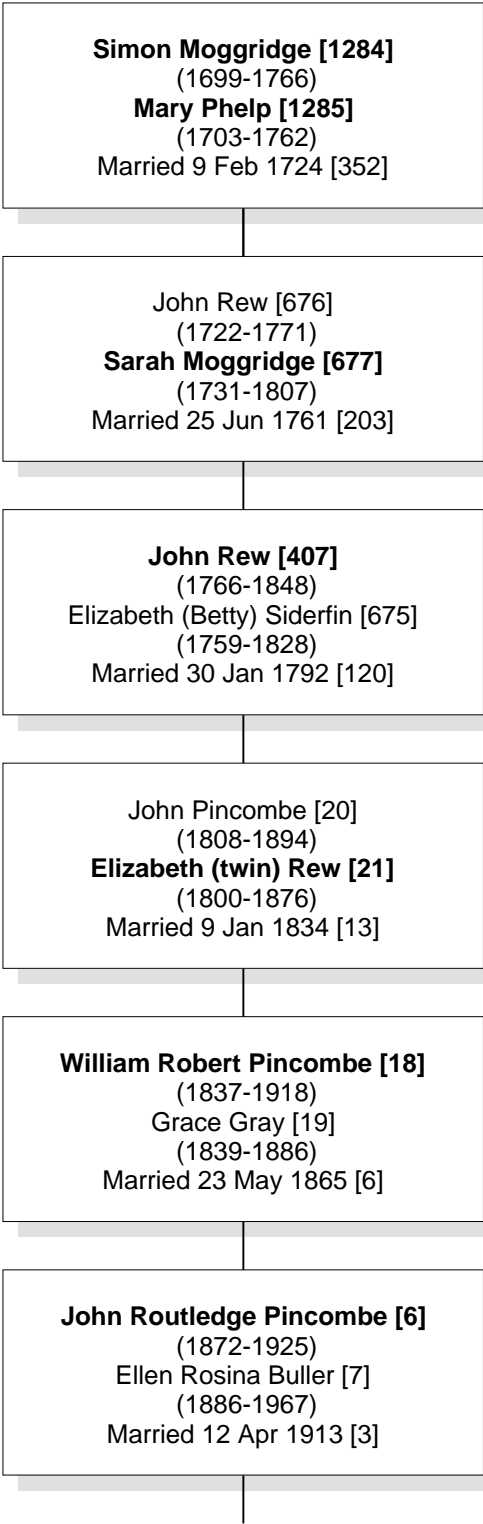 Simon Moggridge [1284]
(1699-1766)
Mary Phelp [1285]
(1703-1762)
Married 9 Feb 1724 [352]
John Rew [676]
(1722-1771)
Sarah Moggridge [677]
(1731-1807)
Married 25 Jun 1761 [203]
John Rew [407]
(1766-1848)
Elizabeth (Betty) Siderfin [675]
(1759-1828)
Married 30 Jan 1792 [120]
John Pincombe [20]
(1808-1894)
Elizabeth (twin) Rew [21]
(1800-1876)
Married 9 Jan 1834 [13]
William Robert Pincombe [18]
(1837-1918)
Grace Gray [19]
(1839-1886)
Married 23 May 1865 [6]
John Routledge Pincombe [6]
(1872-1925)
Ellen Rosina Buller [7]
(1886-1967)
Married 12 Apr 1913 [3]